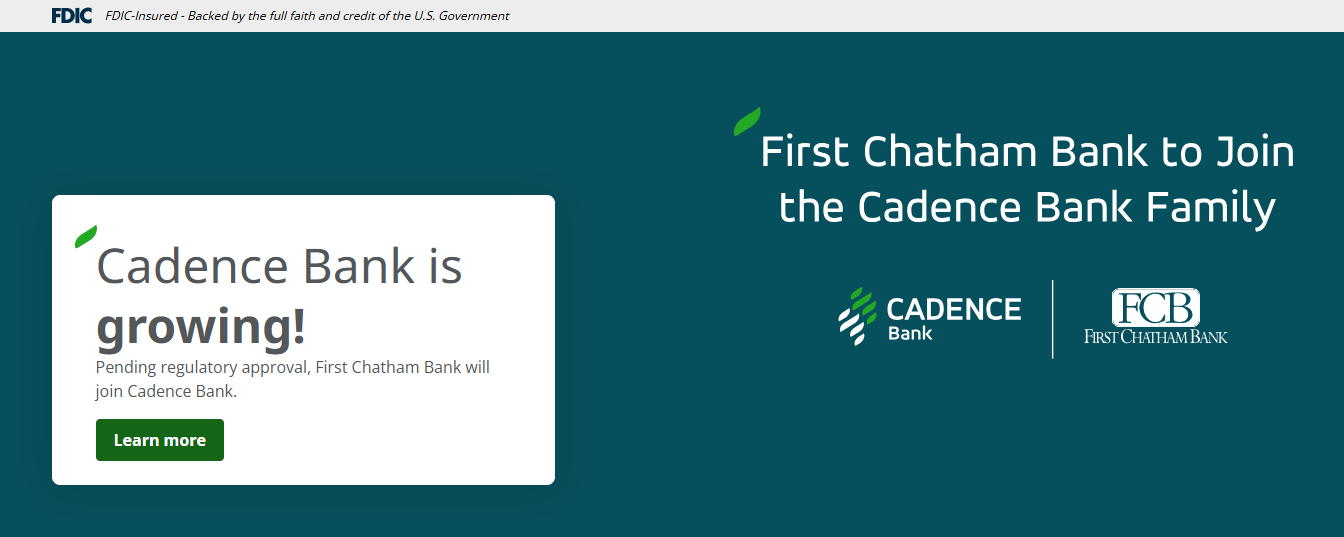 FDIC FDIC-Insured - Backed by the full faith and credit of the U.S. Government
Cadence Bank is
growing!
Pending regulatory approval, First Chatham Bank will
join Cadence Bank.
Learn more
First Chatham Bank to Join
the Cadence Bank Family
CADENCE
Bank
FCB
FIRST CHATHAM BANK